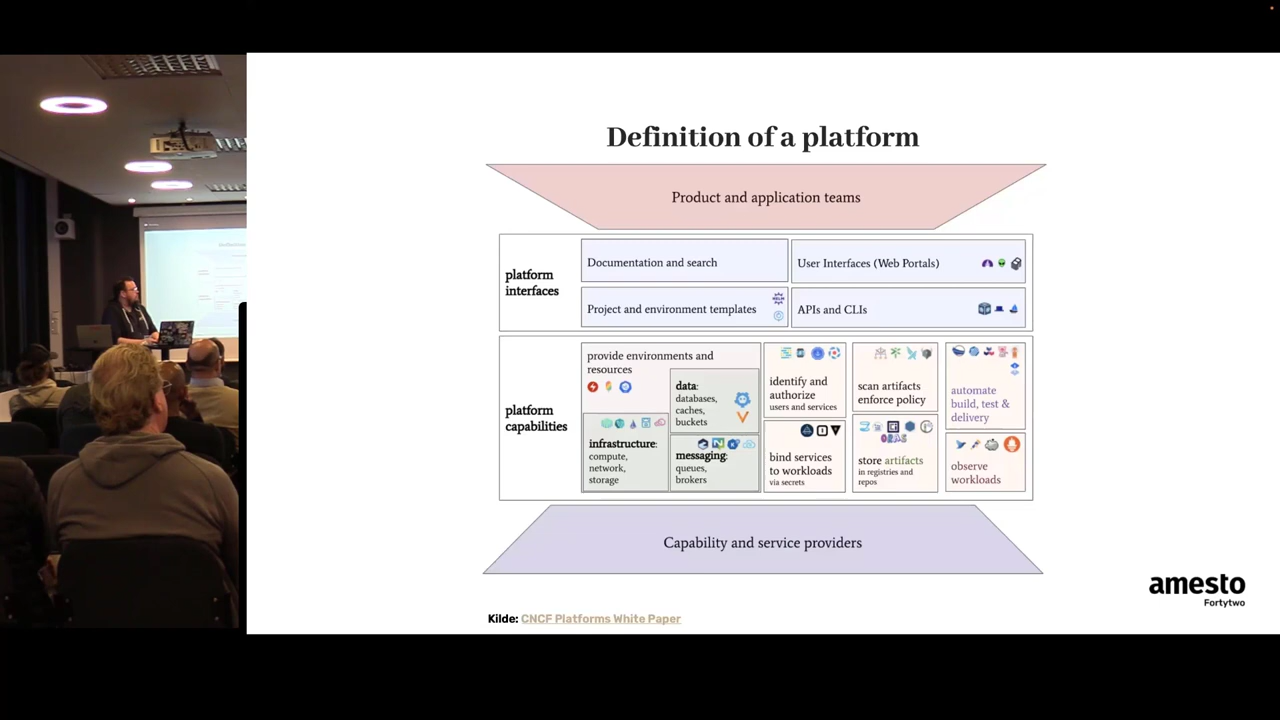 Definition of a platform
Product and application teams
platform
interfaces
Documentation and search
User Interfaces (Web Portals)
Project and environment templates
HELM
APIs and CLIs
platform
capabilities
provide environments and
resources
data:
databases,
caches,
buckets
infrastructure:
compute,
network,
storage
messaging:
queues,
brokers
identify and
authorize
users and services
bind services
to workloads
via secrets
scan artifacts
enforce policy
ORAS
store artifacts
in registries and
repos
automate
build, test &
delivery
observe
workloads
Capability and service providers
Kilde: CNCF Platforms White Paper
amesto
Fortytwo